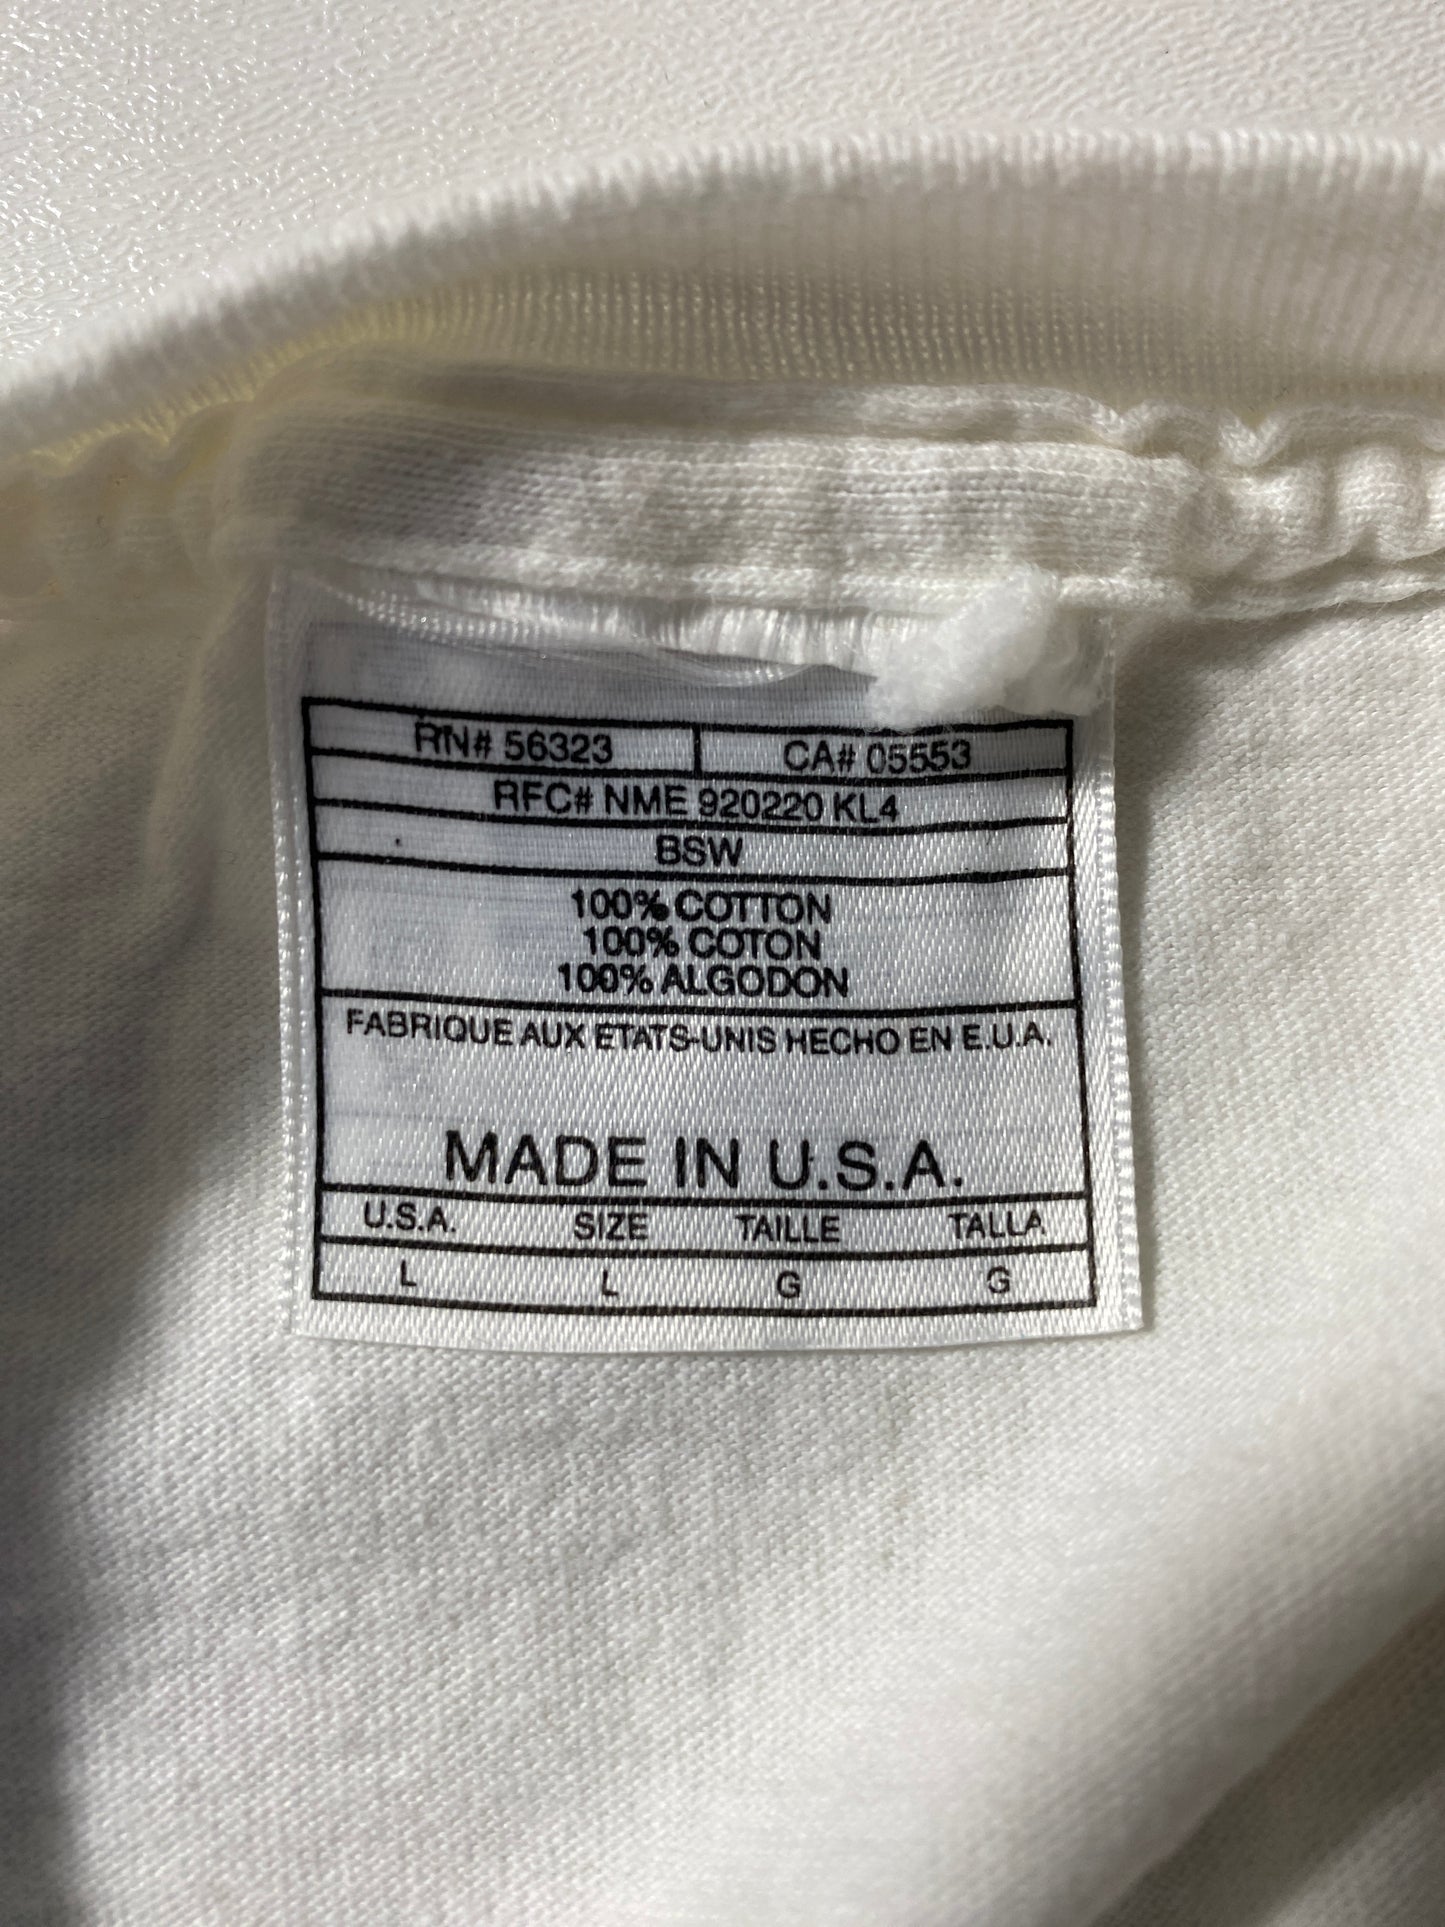 RN# 56323 CA# 05553
RFC# NME 920220 KL4
BSW
100% COTTON
100% COTON
100% ALGODON
FABRIQUE AUX ETATS-UNIS HECHO EN E.U.A.
MADE IN U.S.A.
U.S.A. SIZE TAILLE TALLA
L L G G